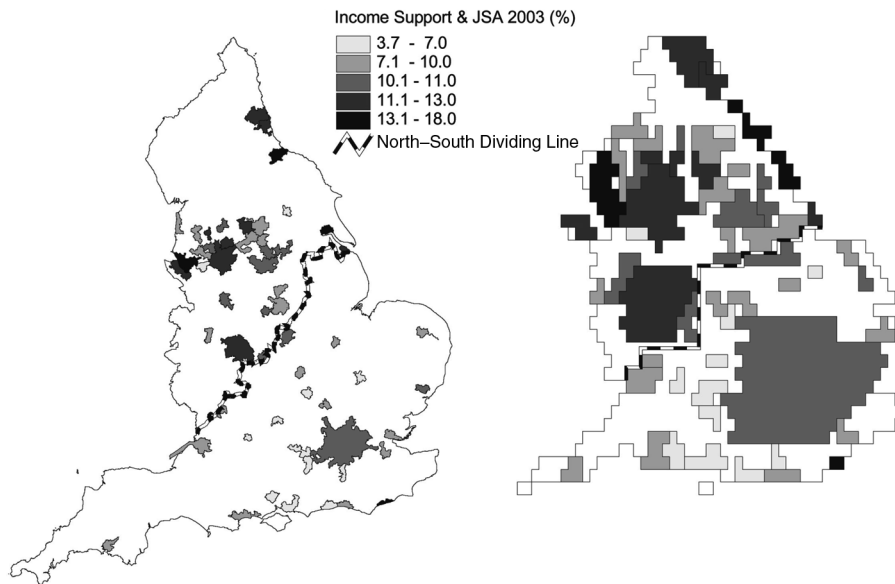 Income Support & JSA 2003 (%)
3.7 - 7.0
7.1 - 10.0
10.1 - 11.0
11.1 - 13.0
13.1 - 18.0
North–South Dividing Line